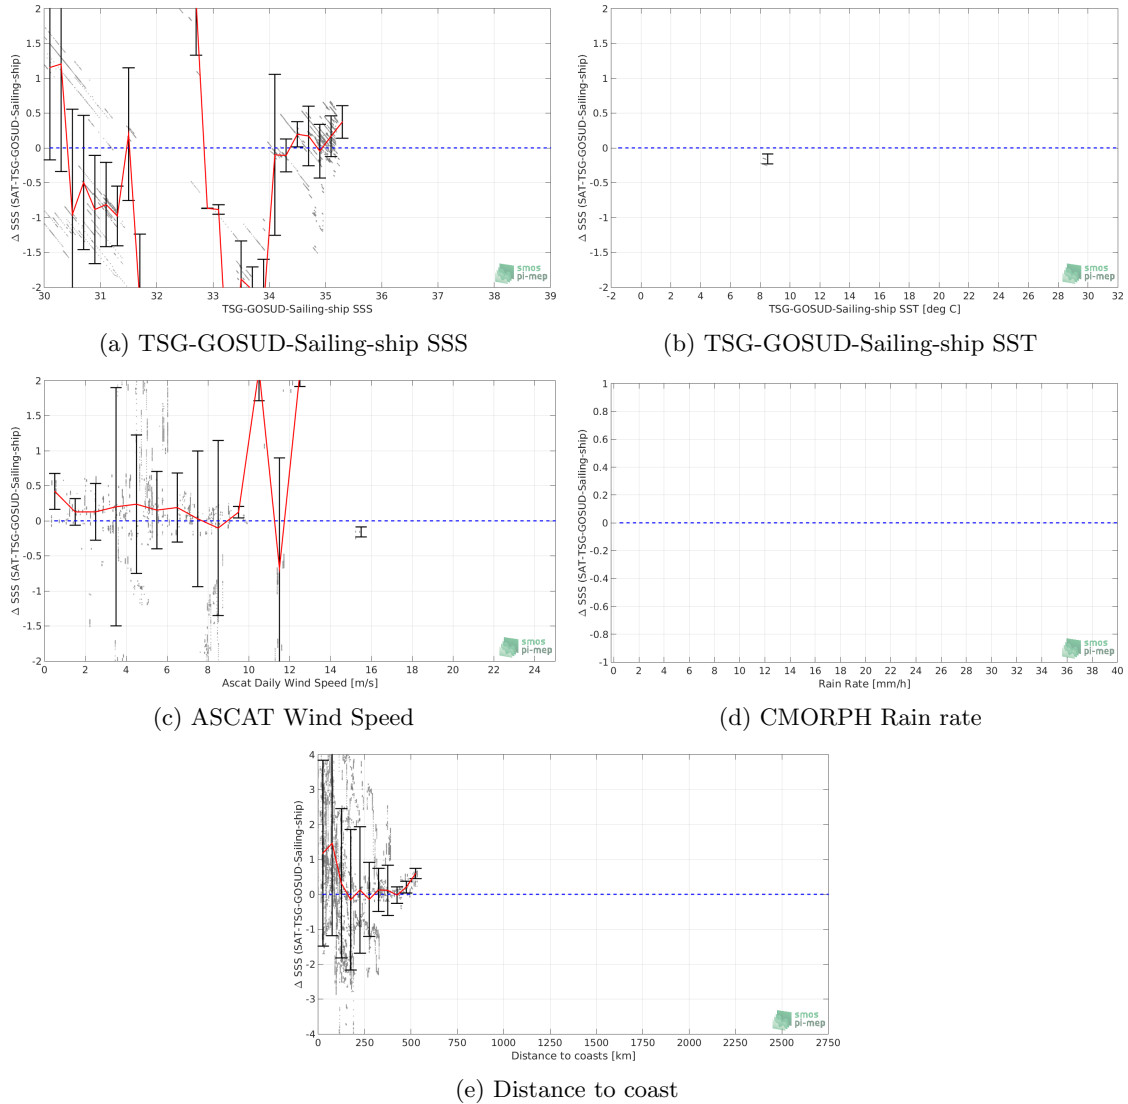 2
1.5
1
0.5
0
-0.5
-1
-1.5
-2
Δ SSS (SAT-TSG-GOSUD-Sailing-ship)
30 31 32 33 34 35 36 37 38 39
TSG-GOSUD-Sailing-ship SSS
smos
pi-mep
(a) TSG-GOSUD-Sailing-ship SSS
2
1.5
1
0.5
0
-0.5
-1
-1.5
-2
Δ SSS (SAT-TSG-GOSUD-Sailing-ship)
-2 0 2 4 6 8 10 12 14 16 18 20 22 24 26 28 30 32
TSG-GOSUD-Sailing-ship SST [deg C]
smos
pi-mep
(b) TSG-GOSUD-Sailing-ship SST
2
1.5
1
0.5
0
-0.5
-1
-1.5
-2
Δ SSS (SAT-TSG-GOSUD-Sailing-ship)
0 2 4 6 8 10 12 14 16 18 20 22 24
Ascat Daily Wind Speed [m/s]
smos
pi-mep
(c) ASCAT Wind Speed
1
0.8
0.6
0.4
0.2
0
-0.2
-0.4
-0.6
-0.8
-1
Δ SSS (SAT-TSG-GOSUD-Sailing-ship)
0 2 4 6 8 10 12 14 16 18 20 22 24 26 28 30 32 34 36 38 40
Rain Rate [mm/h]
smos
pi-mep
(d) CMORPH Rain rate
4
3
2
1
0
-1
-2
-3
-4
Δ SSS (SAT-TSG-GOSUD-Sailing-ship)
0 250 500 750 1000 1250 1500 1750 2000 2250 2500 2750
Distance to coasts [km]
smos
pi-mep
(e) Distance to coast